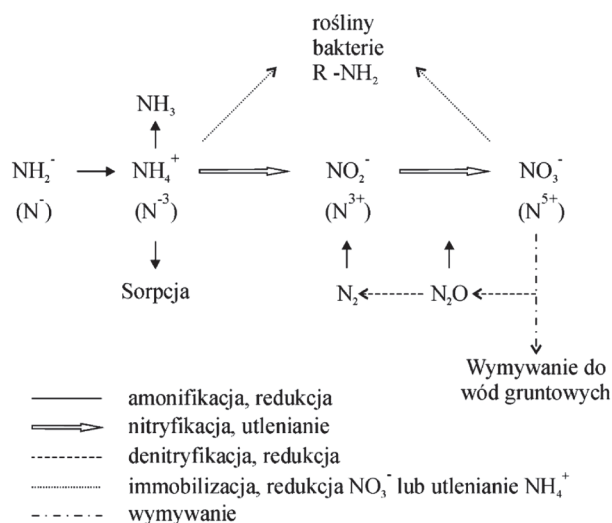 rośliny
bakterie
R -NH₂
NH₃
NH₂⁻ NH₄⁺ NO₂⁻ NO₃⁻
(N⁻) (N⁻³) (N³⁺) (N⁵⁺)
Sorpcja
N₂ N₂O
Wymywanie do
wód gruntowych
amonifikacja, redukcja
nitryfikacja, utlenianie
denitryfikacja, redukcja
immobilizacja, redukcja NO₃⁻ lub utlenianie NH₄⁺
wymywanie